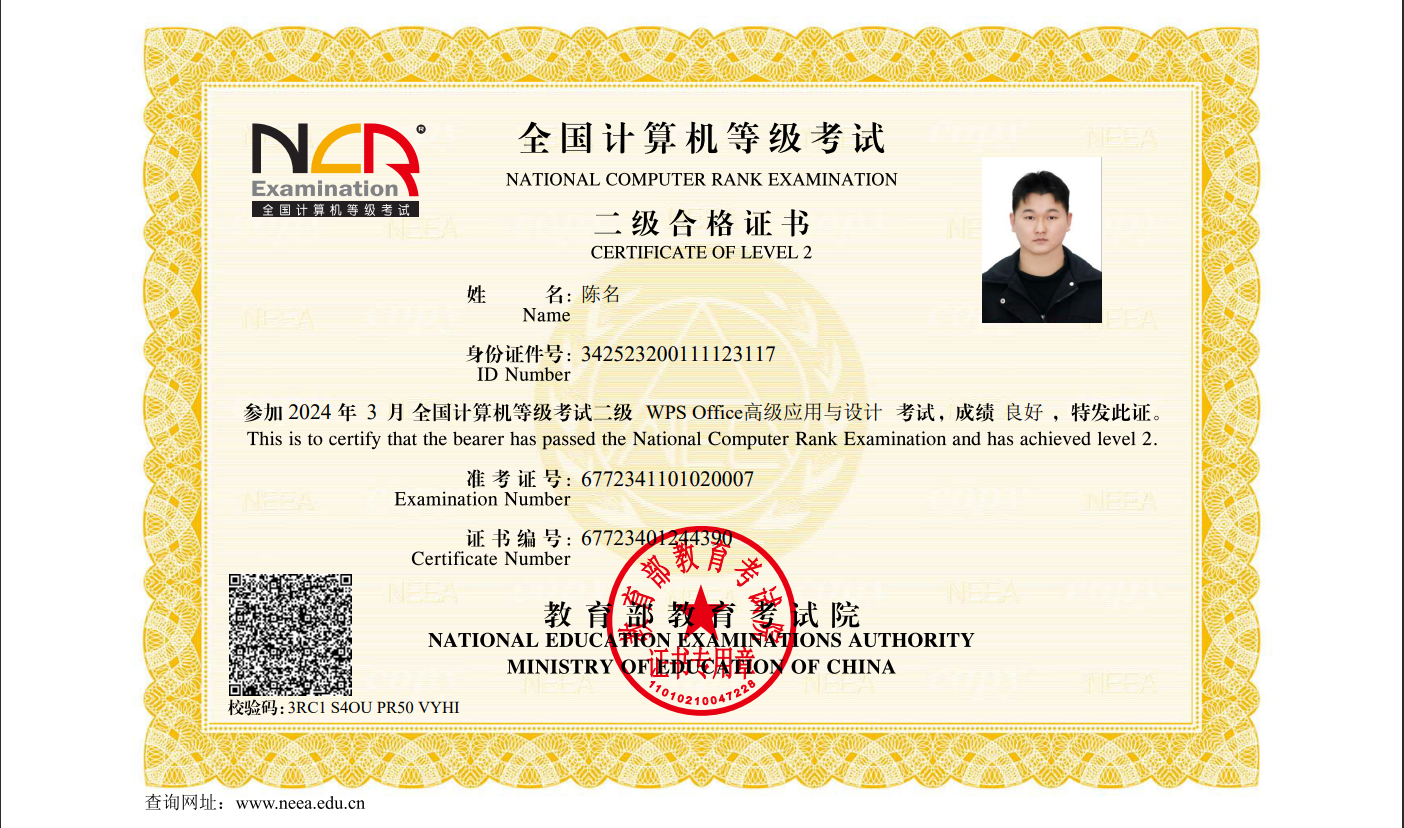 NCR®
Examination
全国计算机等级考试
全国计算机等级考试
NATIONAL COMPUTER RANK EXAMINATION
二级合格证书
CERTIFICATE OF LEVEL 2
姓 名: 陈名
Name
身份证件号: 342523200111123117
ID Number
参加 2024 年 3 月 全国计算机等级考试二级 WPS Office高级应用与设计 考试, 成绩 良好 , 特发此证。
This is to certify that the bearer has passed the National Computer Rank Examination and has achieved level 2.
准 考 证 号: 6772341101020007
Examination Number
证 书 编 号: 67723401244390
Certificate Number
教育部教育考试院
NATIONAL EDUCATION EXAMINATIONS AUTHORITY
MINISTRY OF EDUCATION OF CHINA
教育部教育考试院
证书专用章
11010210047228
校验码: 3RC1 S4OU PR50 VYHI
查询网址: www.neea.edu.cn
NEEA